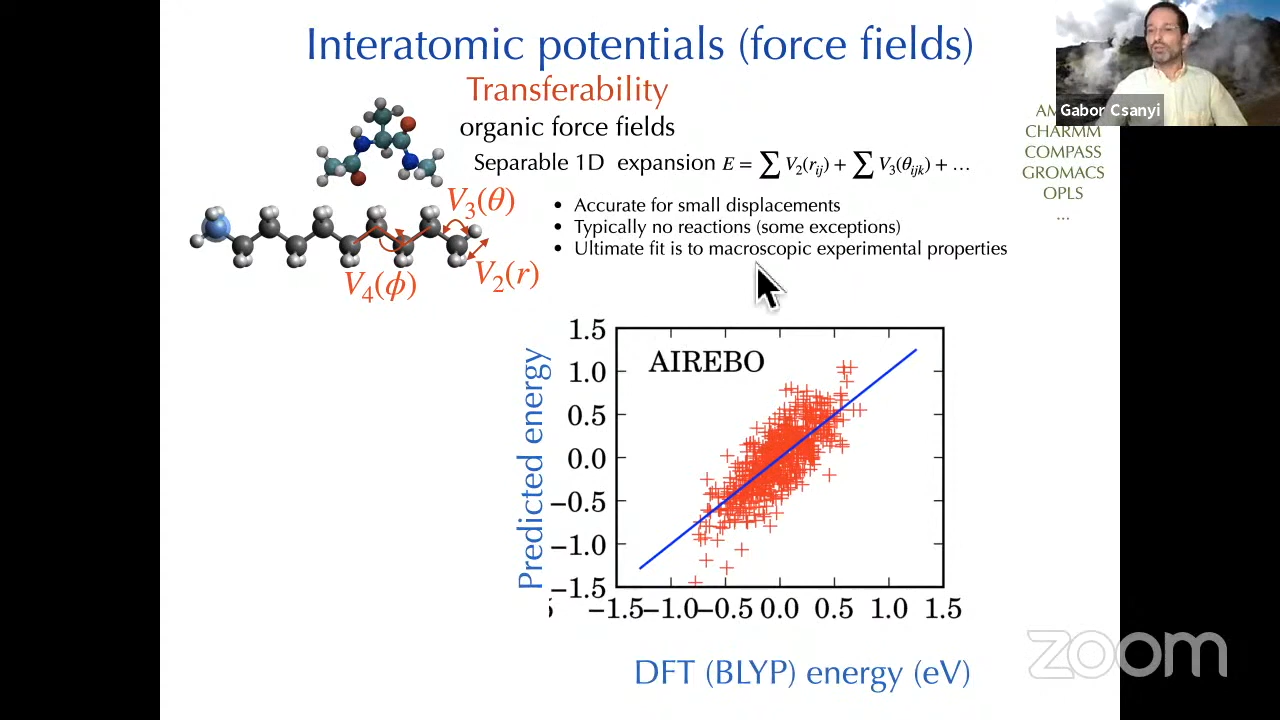 Interatomic potentials (force fields)
Transferability
organic force fields
Separable 1D expansion E = ∑ V₂(rᵢⱼ) + ∑ V₃(θᵢⱼₖ) + …
• Accurate for small displacements
• Typically no reactions (some exceptions)
• Ultimate fit is to macroscopic experimental properties
V₃(θ)
V₄(ϕ)
V₂(r)
Gabor Csanyi
CHARMM
COMPASS
GROMACS
OPLS
...
AIREBO
Predicted energy
1.5
1.0
0.5
0.0
−0.5
−1.0
−1.5
−1.5 −1.0 −0.5 0.0 0.5 1.0 1.5
DFT (BLYP) energy (eV)
zoom